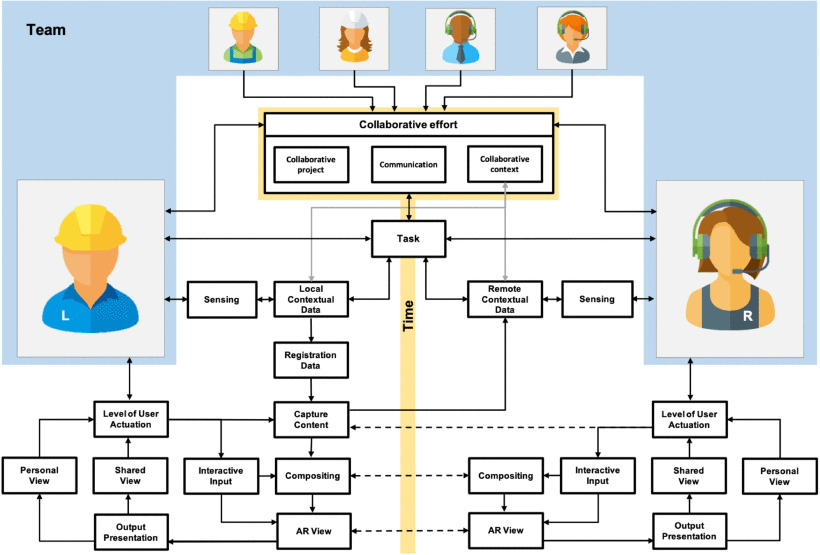 Team
Collaborative effort
Collaborative
project
Communication
Collaborative
context
Task
L
R
Sensing
Local
Contextual
Data
Time
Remote
Contextual
Data
Sensing
Registration
Data
Level of User
Actuation
Capture
Content
Level of User
Actuation
Personal
View
Shared
View
Interactive
Input
Compositing
Compositing
Interactive
Input
Shared
View
Personal
View
Output
Presentation
AR View
AR View
Output
Presentation